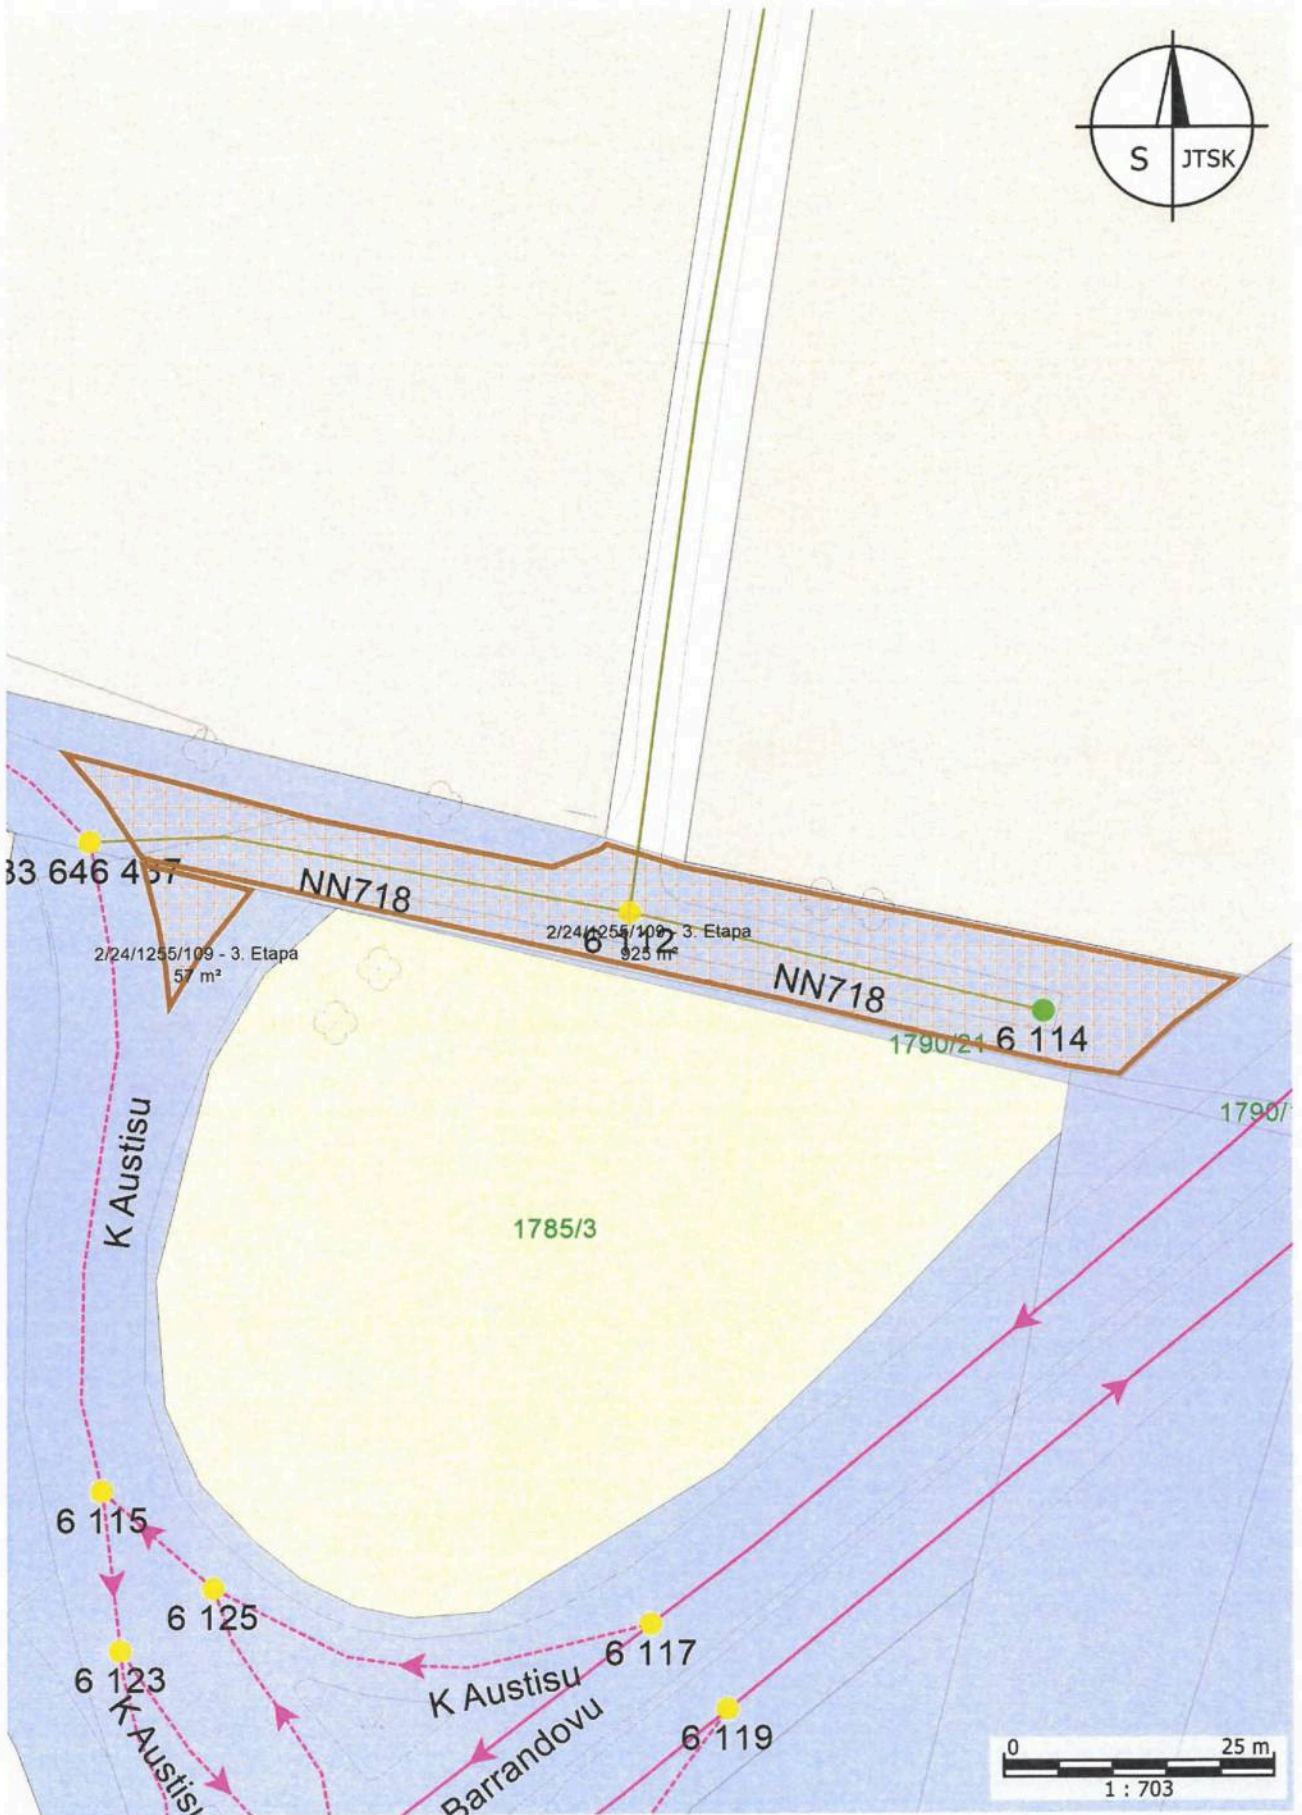 S JTSK
NN718
2/24/1255/109 - 3. Etapa
57 m²
2/24/1255/109 - 3. Etapa
6 112
925 m²
NN718
1790/21
6 114
1790/
K Austisu
1785/3
6 115
6 125
6 117
6 123
K Austisu
6 119
K Austisu
Barrandovu
0 25 m
1 : 703